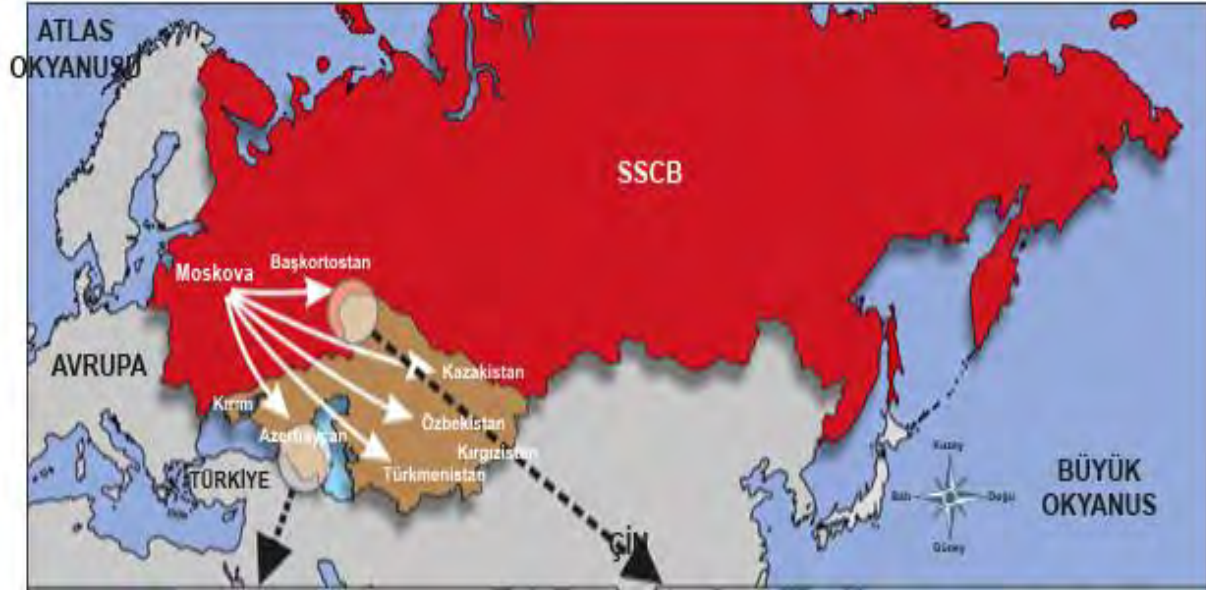 ATLAS
OKYANUSU
SSCB
Başkortostan
Moskova
AVRUPA
Kazakistan
Kırım
Özbekistan
Azerbaycan
Kırgızistan
TÜRKİYE
Türkmenistan
ÇİN
Kuzey
Batı
Doğu
Güney
BÜYÜK
OKYANUS